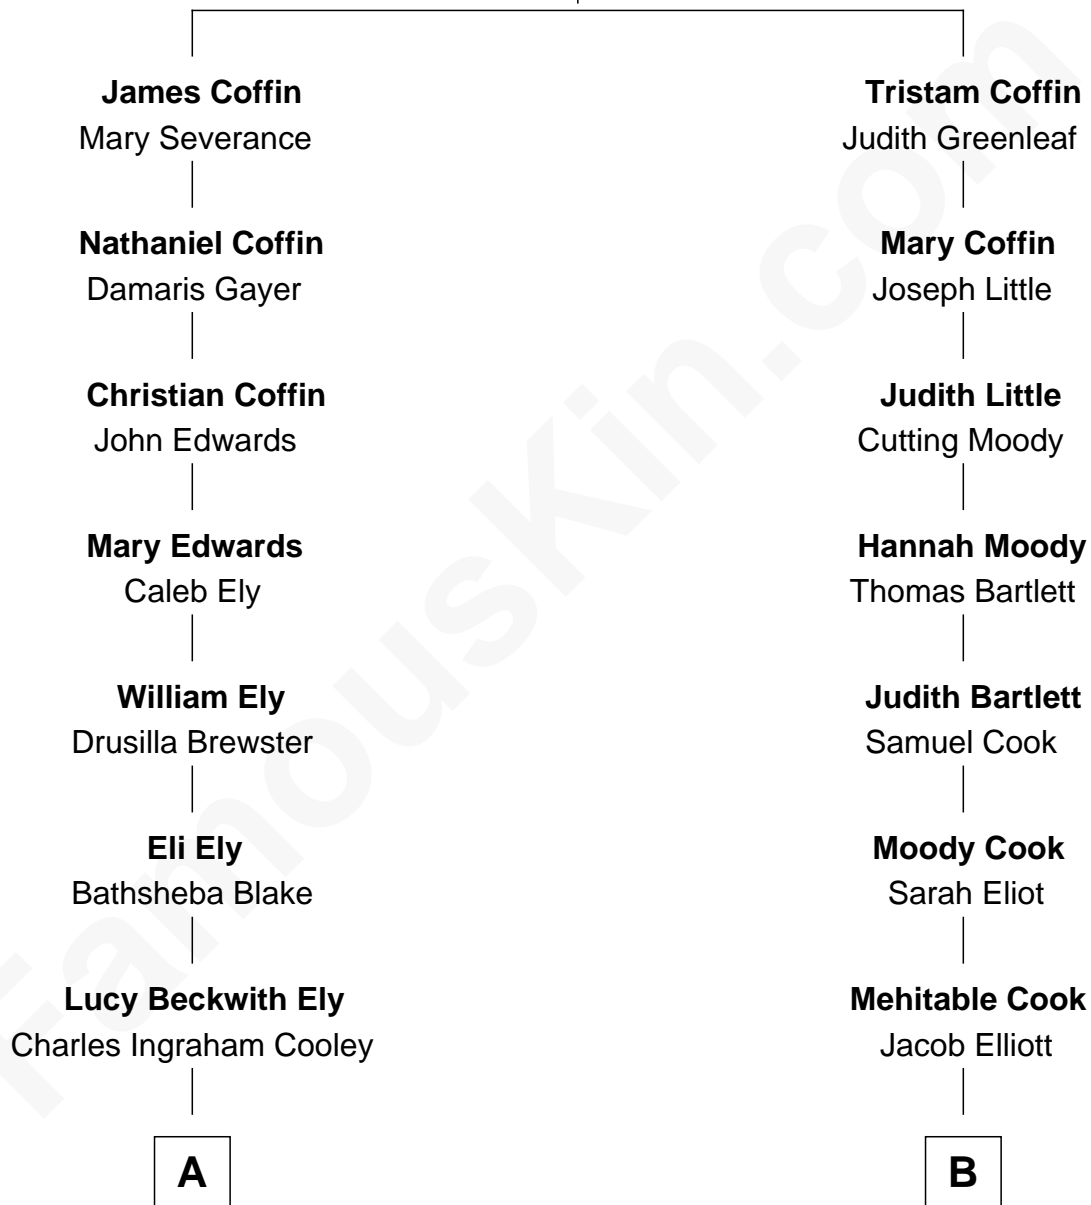 James Coffin
Mary Severance
Nathaniel Coffin
Damaris Gayer
Christian Coffin
John Edwards
Mary Edwards
Caleb Ely
William Ely
Drusilla Brewster
Eli Ely
Bathsheba Blake
Lucy Beckwith Ely
Charles Ingraham Cooley
A
Tristam Coffin
Judith Greenleaf
Mary Coffin
Joseph Little
Judith Little
Cutting Moody
Hannah Moody
Thomas Bartlett
Judith Bartlett
Samuel Cook
Moody Cook
Sarah Eliot
Mehitable Cook
Jacob Elliott
B
FamousKin.com